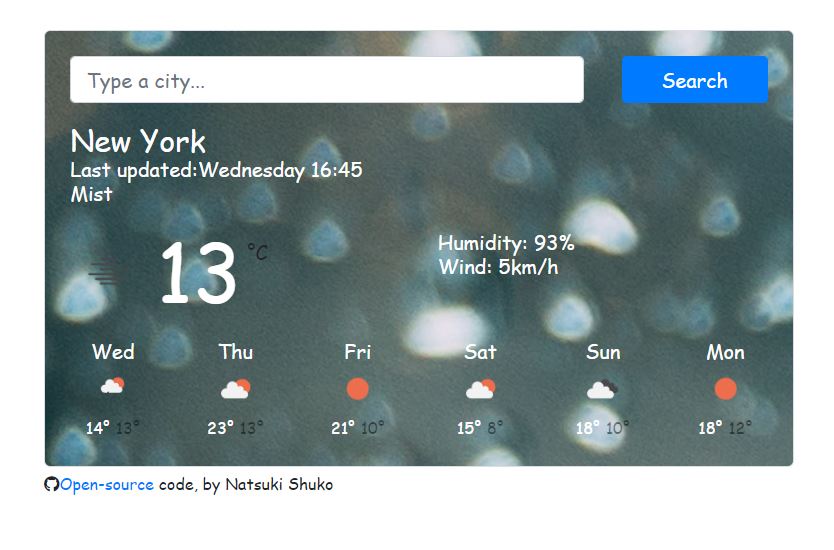 Type a city...
Search
New York
Last updated:Wednesday 16:45
Mist
13 °C
Humidity: 93%
Wind: 5km/h
Wed Thu Fri Sat Sun Mon
14° 13° 23° 13° 21° 10° 15° 8° 18° 10° 18° 12°
Open-source code, by Natsuki Shuko